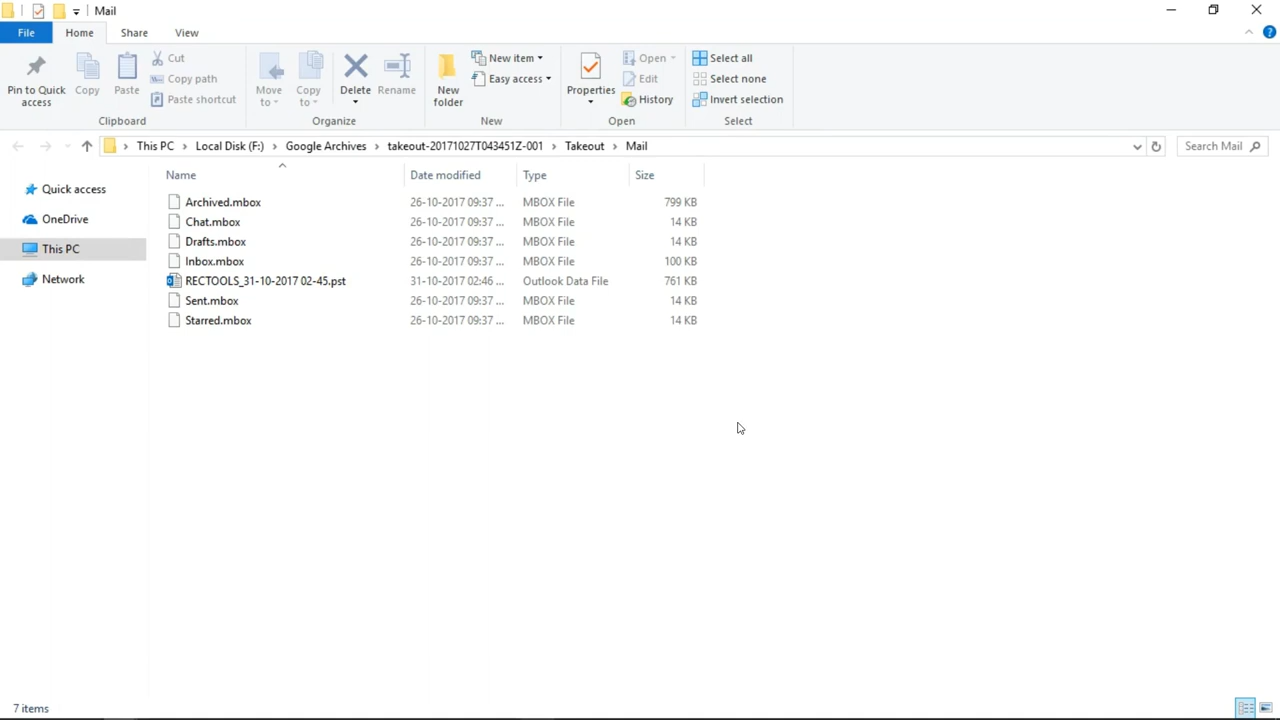 Mail
File Home Share View
Pin to Quick access
Copy
Paste
Cut
Copy path
Paste shortcut
Clipboard
Move to
Copy to
Delete
Rename
Organize
New folder
New item
Easy access
New
Properties
Open
Edit
History
Open
Select all
Select none
Invert selection
Select
This PC › Local Disk (F:) › Google Archives › takeout-20171027T043451Z-001 › Takeout › Mail
Search Mail
Quick access
OneDrive
This PC
Network
Name Date modified Type Size
Archived.mbox 26-10-2017 09:37 ... MBOX File 799 KB
Chat.mbox 26-10-2017 09:37 ... MBOX File 14 KB
Drafts.mbox 26-10-2017 09:37 ... MBOX File 14 KB
Inbox.mbox 26-10-2017 09:37 ... MBOX File 100 KB
RECTOOLS_31-10-2017 02-45.pst 31-10-2017 02:46 ... Outlook Data File 761 KB
Sent.mbox 26-10-2017 09:37 ... MBOX File 14 KB
Starred.mbox 26-10-2017 09:37 ... MBOX File 14 KB
7 items